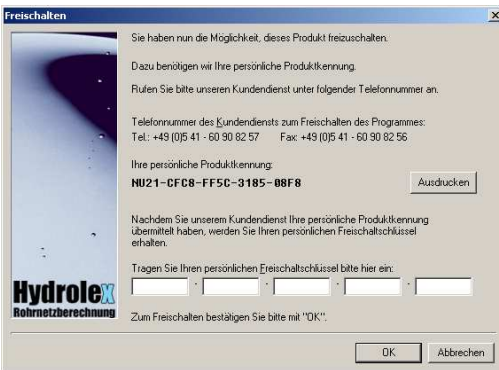 Freischalten
Sie haben nun die Möglichkeit, dieses Produkt freizuschalten.
Dazu benötigen wir Ihre persönliche Produktkennung.
Rufen Sie bitte unseren Kundendienst unter folgender Telefonnummer an.
Telefonnummer des Kundendiensts zum Freischalten des Programmes:
Tel.: +49 (0)5 41 - 60 90 82 57 Fax: +49 (0)5 41 - 60 90 82 56
Ihre persönliche Produktkennung:
NU21-CFC8-FF5C-3185-08F8
Ausdrucken
Nachdem Sie unserem Kundendienst Ihre persönliche Produktkennung
übermittelt haben, werden Sie Ihren persönlichen Freischaltschlüssel
erhalten.
Tragen Sie Ihren persönlichen Freischaltschlüssel bitte hier ein:
- - - -
Hydrolex
Rohrnetzberechnung
Zum Freischalten bestätigen Sie bitte mit "OK".
OK Abbrechen